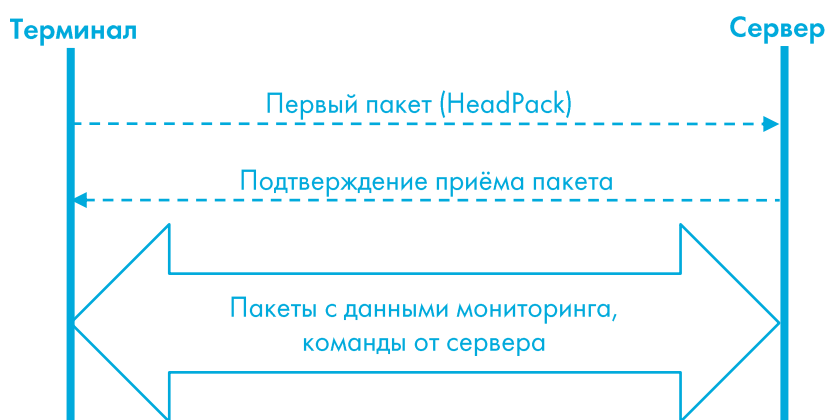 Терминал
Сервер
Первый пакет (HeadPack)
Подтверждение приёма пакета
Пакеты с данными мониторинга,
команды от сервера